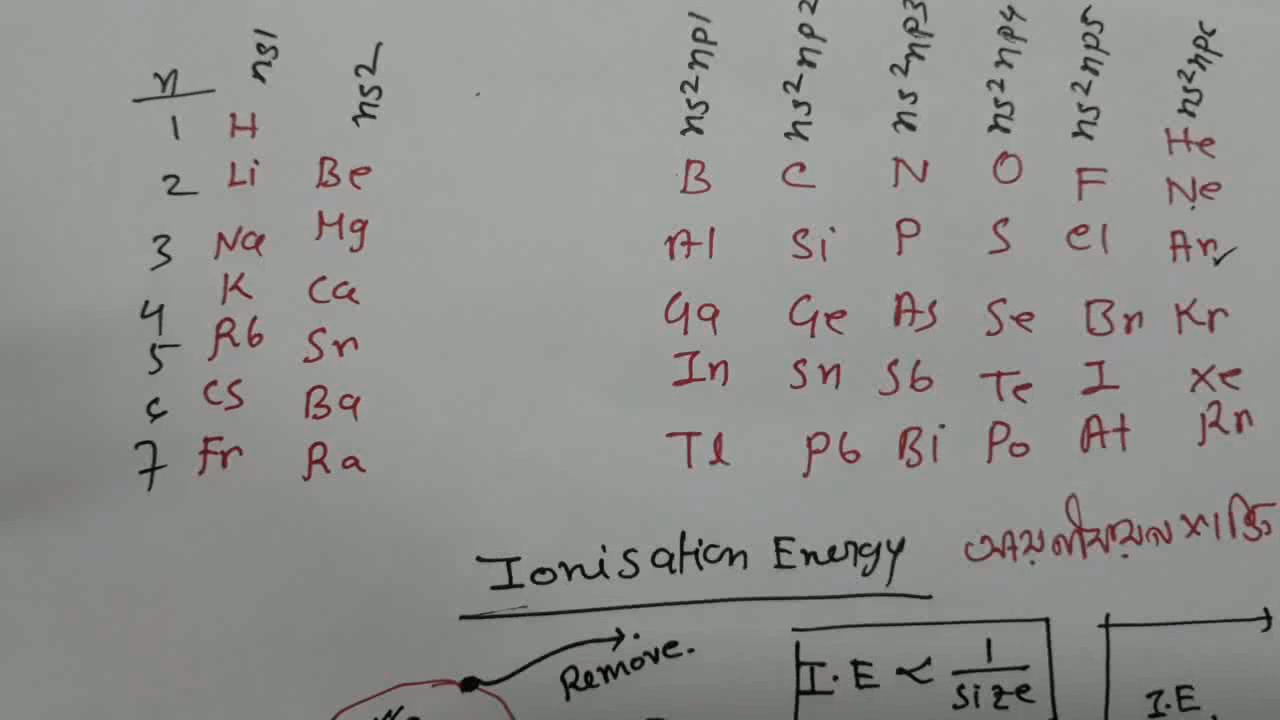 n ns1 ns2 ns2np1 ns2np2 ns2np3 ns2np4 ns2np5 ns2np6
1 H He
2 Li Be B C N O F Ne
3 Na Mg Al Si P S Cl Ar
4 K Ca Ga Ge As Se Br Kr
5 Rb Sr In Sn Sb Te I Xe
6 Cs Ba Tl Pb Bi Po At Rn
7 Fr Ra
Ionisation Energy
Remove.
I.E ∝ 1/size
I.E.